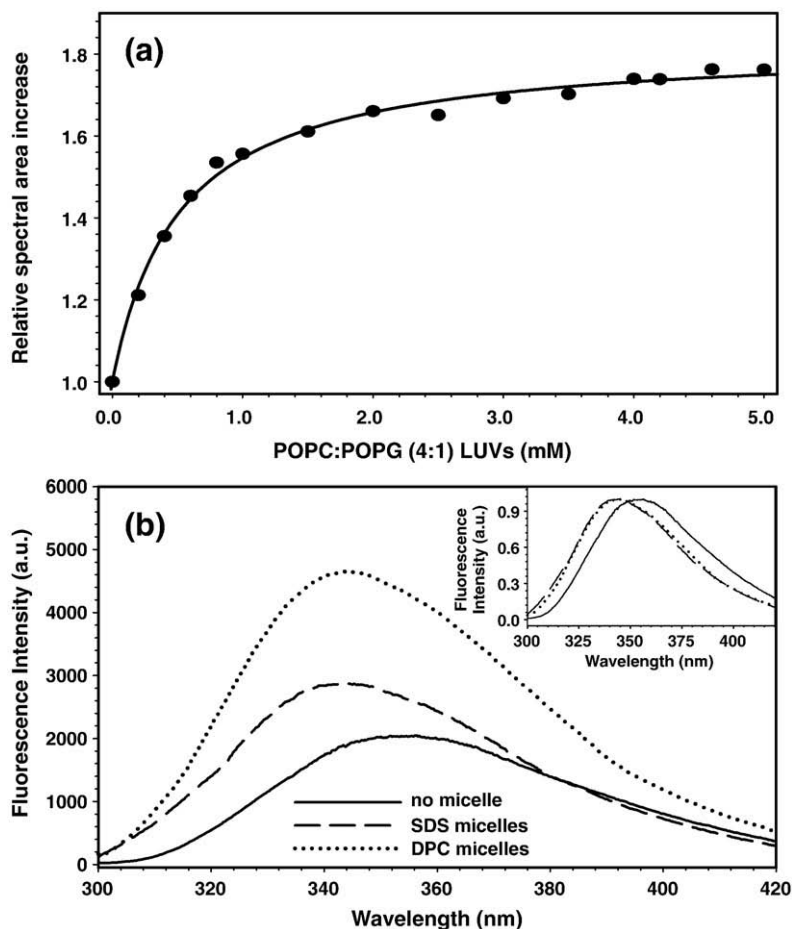 (a)
Relative spectral area increase
1.8
1.6
1.4
1.2
1.0
0.0 1.0 2.0 3.0 4.0 5.0
POPC:POPG (4:1) LUVs (mM)
(b)
Fluorescence Intensity (a.u.)
6000
5000
4000
3000
2000
1000
0
300 320 340 360 380 400 420
Wavelength (nm)
no micelle
SDS micelles
DPC micelles
Fluorescence
Intensity (a.u.)
0.9
0.6
0.3
0.0
300 325 350 375 400
Wavelength (nm)